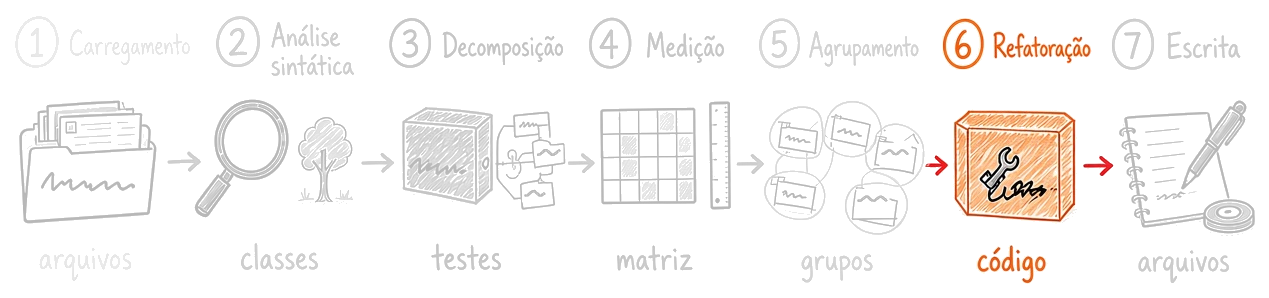 1 Carregamento
2 Análise
sintática
3 Decomposição
4 Medição
5 Agrupamento
6 Refatoração
7 Escrita
arquivos
classes
testes
matriz
grupos
código
arquivos